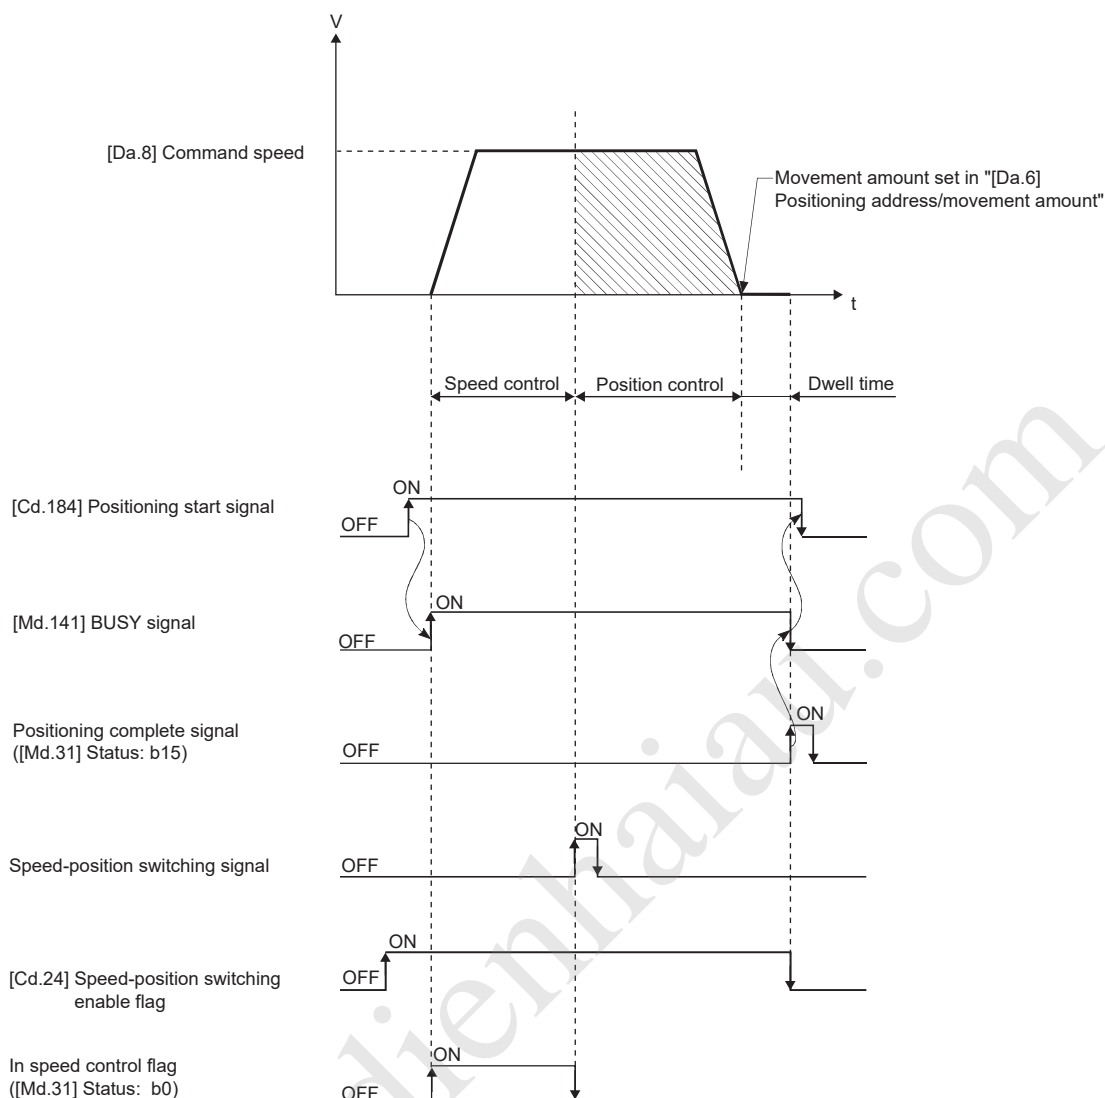 V
[Da.8] Command speed
Movement amount set in "[Da.6]
Positioning address/movement amount"
t
Speed control
Position control
Dwell time
[Cd.184] Positioning start signal
ON
OFF
[Md.141] BUSY signal
ON
OFF
Positioning complete signal
([Md.31] Status: b15)
ON
OFF
Speed-position switching signal
ON
OFF
[Cd.24] Speed-position switching
enable flag
ON
OFF
In speed control flag
([Md.31] Status: b0)
ON
OFF
dienhaiau.com